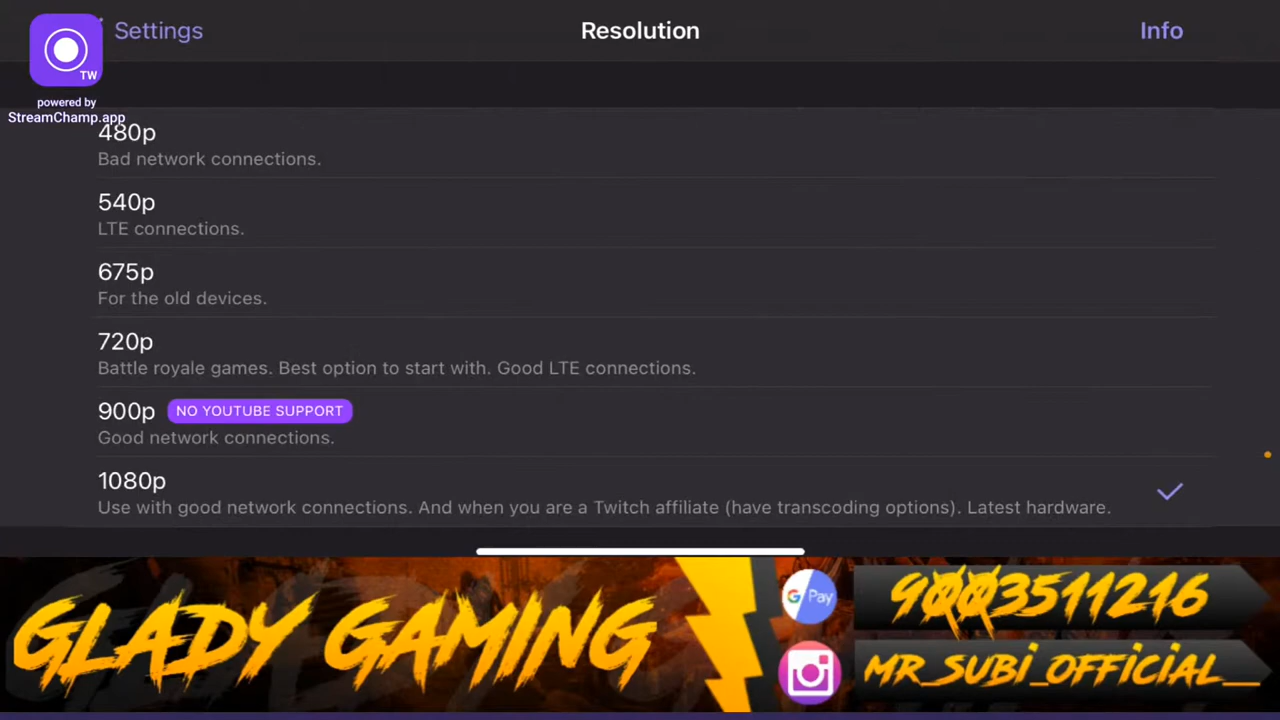 Settings
Resolution
Info
TW
powered by
StreamChamp.app
480p
Bad network connections.
540p
LTE connections.
675p
For the old devices.
720p
Battle royale games. Best option to start with. Good LTE connections.
900p NO YOUTUBE SUPPORT
Good network connections.
1080p
Use with good network connections. And when you are a Twitch affiliate (have transcoding options). Latest hardware.
GLADY GAMING
G Pay
9003511216
MR_SUBI_OFFICIAL__